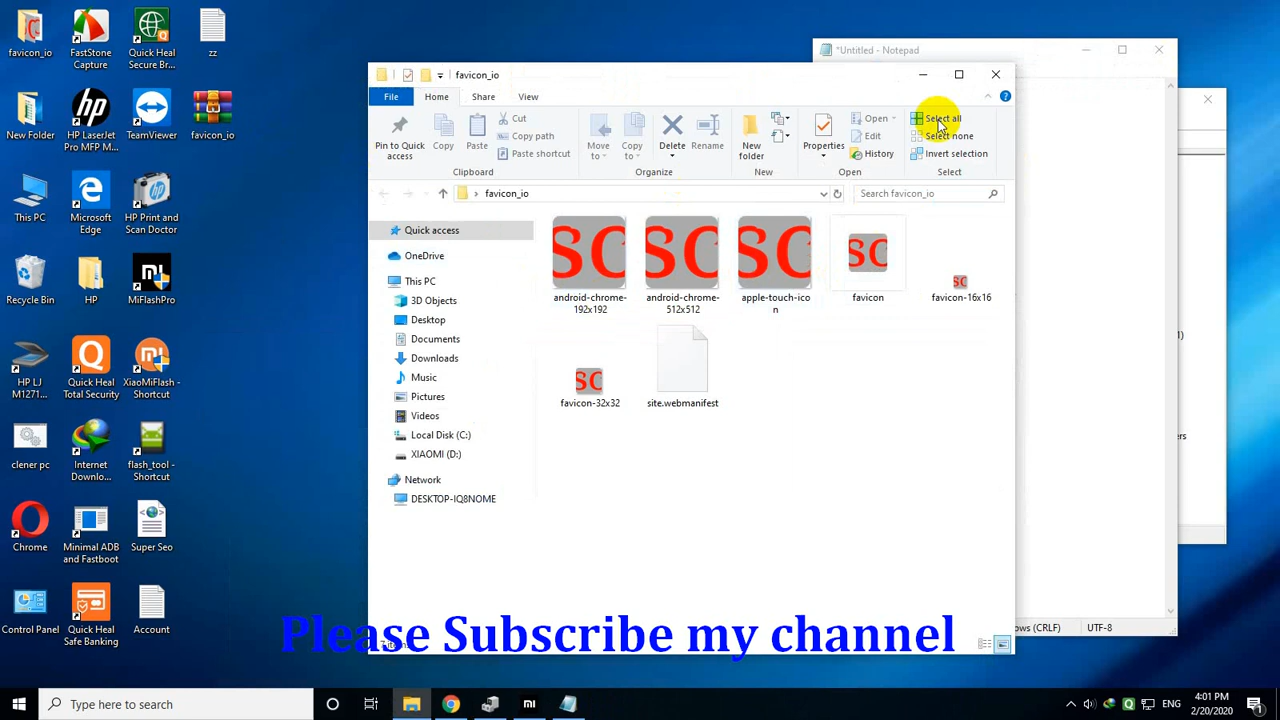 favicon_io
FastStone
Capture
Quick Heal
Secure Br...
zz
New Folder
HP LaserJet
Pro MFP M...
TeamViewer
favicon_io
This PC
Microsoft
Edge
HP Print and
Scan Doctor
Recycle Bin
HP
MiFlashPro
HP LJ
M1271...
Quick Heal
Total Security
XiaoMiFlash -
Shortcut
clener pc
Internet
Downlo...
flash_tool -
Shortcut
Chrome
Minimal ADB
and Fastboot
Super Seo
Control Panel
Quick Heal
Safe Banking
Account
*Untitled - Notepad
favicon_io
File
Home
Share
View
Pin to Quick
access
Copy
Paste
Cut
Copy path
Paste shortcut
Clipboard
Move
to
Copy
to
Delete
Rename
Organize
New
folder
New
Properties
Open
Edit
History
Open
Select all
Select none
Invert selection
Select
favicon_io
Search favicon_io
Quick access
OneDrive
This PC
3D Objects
Desktop
Documents
Downloads
Music
Pictures
Videos
Local Disk (C:)
XIAOMI (D:)
Network
DESKTOP-IQ8NOME
SC
SC
SC
SC
SC
android-chrome-
192x192
android-chrome-
512x512
apple-touch-ico
n
favicon
favicon-16x16
SC
favicon-32x32
site.webmanifest
Please Subscribe my channel
(CRLF)
UTF-8
Type here to search
ENG
4:01 PM
2/20/2020